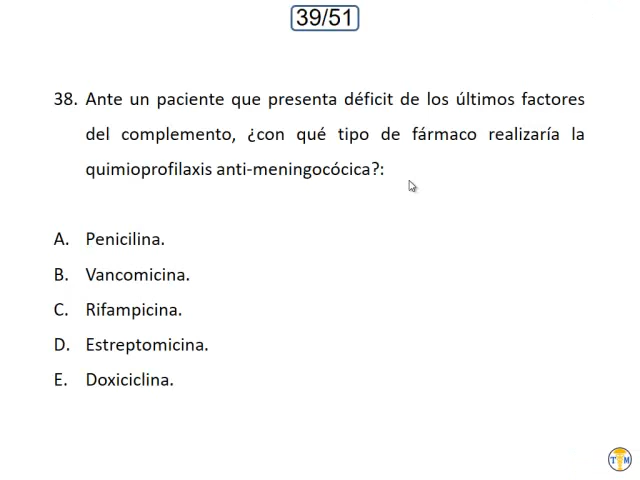 39/51
38. Ante un paciente que presenta déficit de los últimos factores
del complemento, ¿con qué tipo de fármaco realizaría la
quimioprofilaxis anti-meningocócica?:
A. Penicilina.
B. Vancomicina.
C. Rifampicina.
D. Estreptomicina.
E. Doxiciclina.
T M